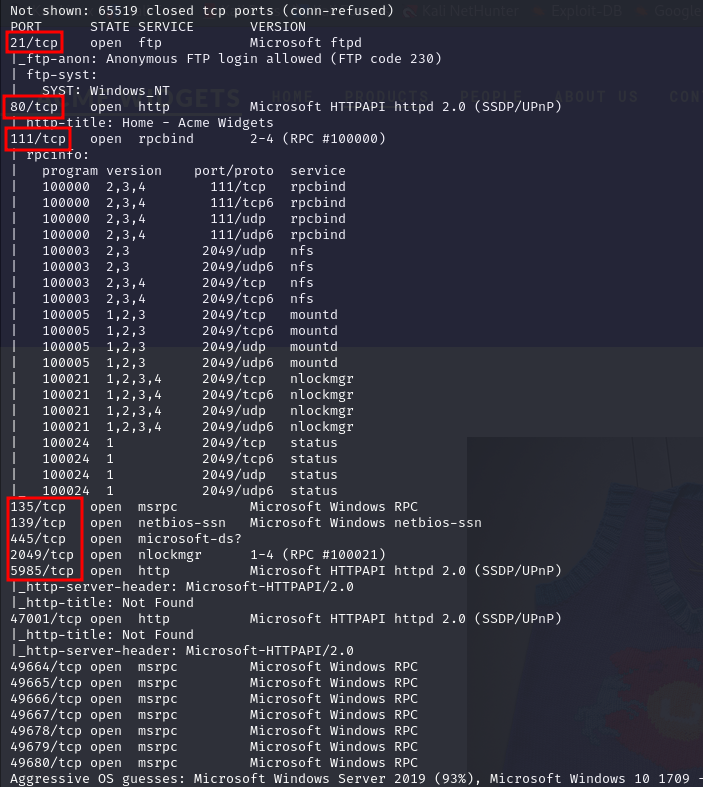 Not shown: 65519 closed tcp ports (conn-refused)
PORT      STATE SERVICE       VERSION
21/tcp    open  ftp           Microsoft ftpd
|_ftp-anon: Anonymous FTP login allowed (FTP code 230)
| ftp-syst:
|_  SYST: Windows_NT
80/tcp    open  http          Microsoft HTTPAPI httpd 2.0 (SSDP/UPnP)
|_http-title: Home - Acme Widgets
111/tcp   open  rpcbind       2-4 (RPC #100000)
| rpcinfo:
|   program version    port/proto  service
|   100000  2,3,4        111/tcp   rpcbind
|   100000  2,3,4        111/tcp6  rpcbind
|   100000  2,3,4        111/udp   rpcbind
|   100000  2,3,4        111/udp6  rpcbind
|   100003  2,3         2049/udp   nfs
|   100003  2,3         2049/udp6  nfs
|   100003  2,3,4       2049/tcp   nfs
|   100003  2,3,4       2049/tcp6  nfs
|   100005  1,2,3       2049/tcp   mountd
|   100005  1,2,3       2049/tcp6  mountd
|   100005  1,2,3       2049/udp   mountd
|   100005  1,2,3       2049/udp6  mountd
|   100021  1,2,3,4     2049/tcp   nlockmgr
|   100021  1,2,3,4     2049/tcp6  nlockmgr
|   100021  1,2,3,4     2049/udp   nlockmgr
|   100021  1,2,3,4     2049/udp6  nlockmgr
|   100024  1           2049/tcp   status
|   100024  1           2049/tcp6  status
|   100024  1           2049/udp   status
|_  100024  1           2049/udp6  status
135/tcp   open  msrpc         Microsoft Windows RPC
139/tcp   open  netbios-ssn   Microsoft Windows netbios-ssn
445/tcp   open  microsoft-ds?
2049/tcp  open  nlockmgr      1-4 (RPC #100021)
5985/tcp  open  http          Microsoft HTTPAPI httpd 2.0 (SSDP/UPnP)
|_http-server-header: Microsoft-HTTPAPI/2.0
|_http-title: Not Found
47001/tcp open  http          Microsoft HTTPAPI httpd 2.0 (SSDP/UPnP)
|_http-title: Not Found
|_http-server-header: Microsoft-HTTPAPI/2.0
49664/tcp open  msrpc         Microsoft Windows RPC
49665/tcp open  msrpc         Microsoft Windows RPC
49666/tcp open  msrpc         Microsoft Windows RPC
49667/tcp open  msrpc         Microsoft Windows RPC
49678/tcp open  msrpc         Microsoft Windows RPC
49679/tcp open  msrpc         Microsoft Windows RPC
49680/tcp open  msrpc         Microsoft Windows RPC
Aggressive OS guesses: Microsoft Windows Server 2019 (93%), Microsoft Windows 10 1709 -
Kali NetHunter Exploit-DB Google
WIDGETS HOME PRODUCTS PEOPLE ABOUT US CON